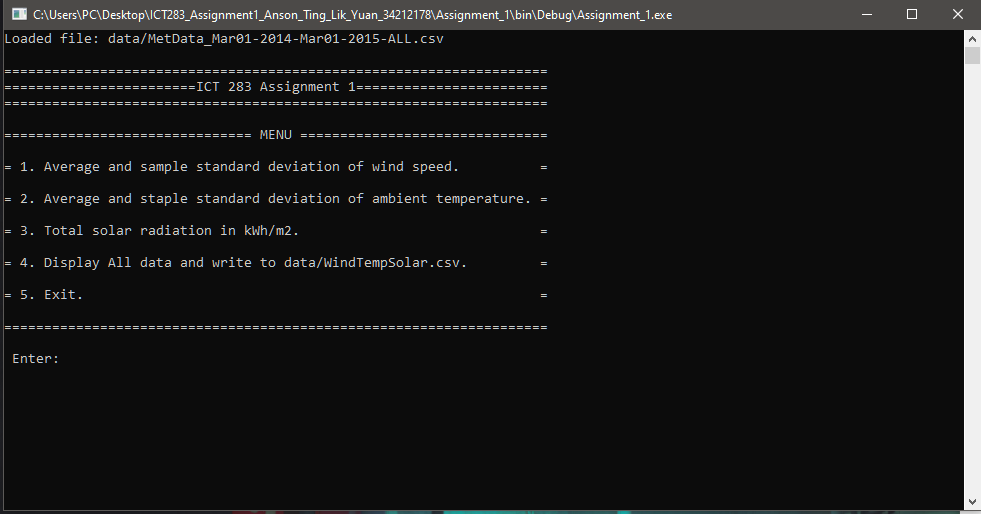 C:\Users\PC\Desktop\ICT283_Assignment1_Anson_Ting_Lik_Yuan_34212178\Assignment_1\bin\Debug\Assignment_1.exe
Loaded file: data/MetData_Mar01-2014-Mar01-2015-ALL.csv
====================================================================
========================ICT 283 Assignment 1========================
====================================================================
=============================== MENU ===============================
= 1. Average and sample standard deviation of wind speed.          =
= 2. Average and staple standard deviation of ambient temperature. =
= 3. Total solar radiation in kWh/m2.                              =
= 4. Display All data and write to data/WindTempSolar.csv.         =
= 5. Exit.                                                         =
====================================================================
Enter: